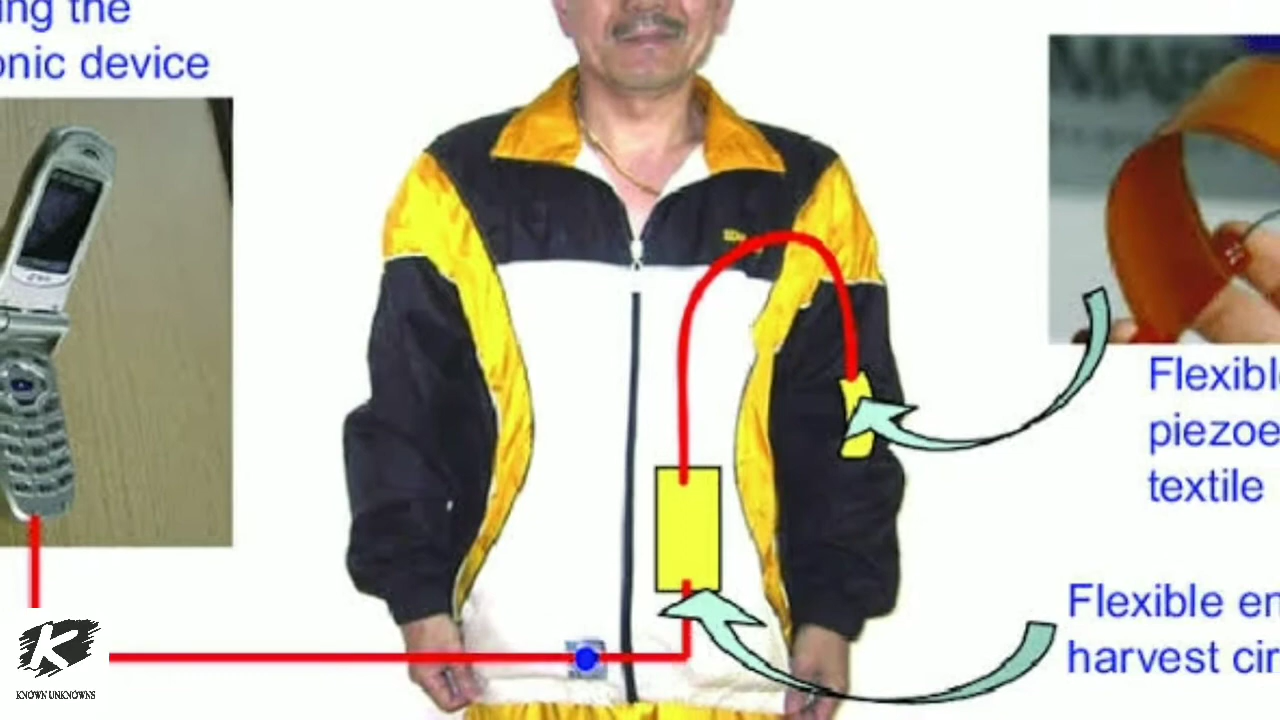 ing the
onic device
Flexibl
piezoe
textile
Flexible en
harvest cir
KNOWN UNKNOWNS